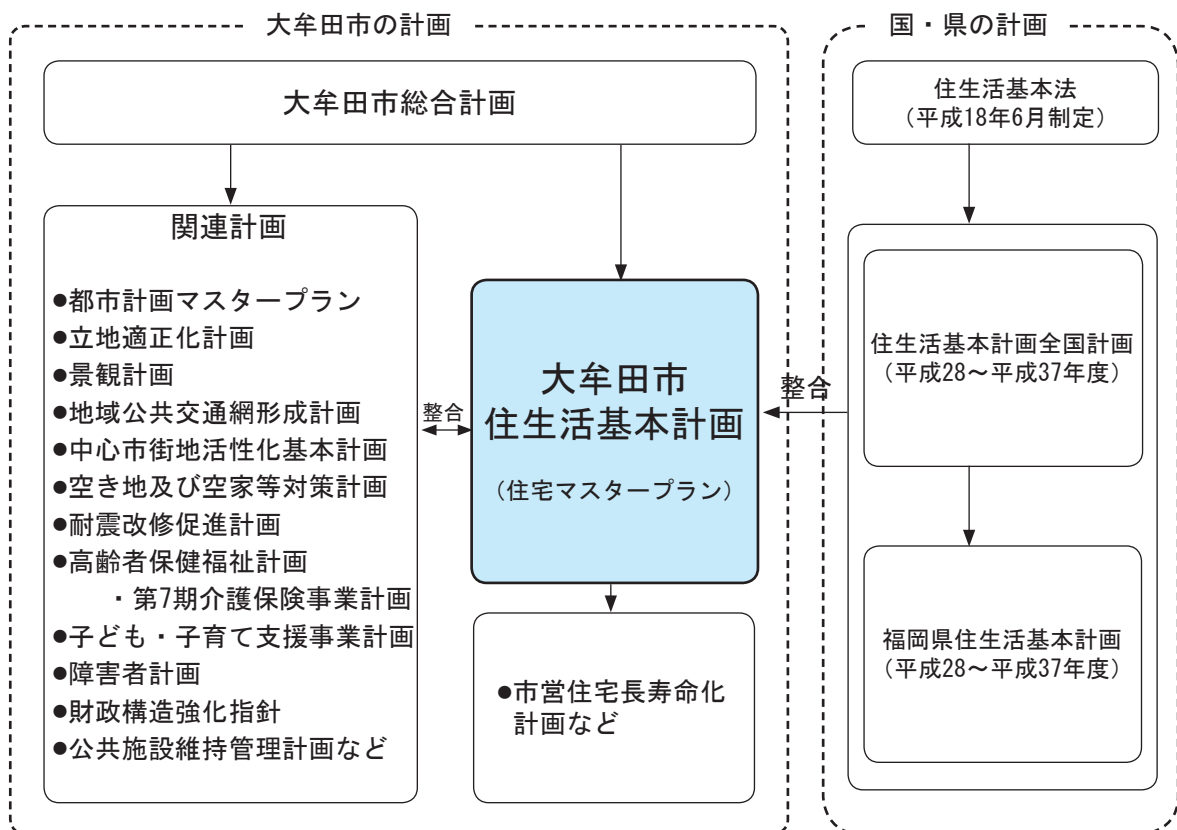 大牟田市の計画
国・県の計画
大牟田市総合計画
住生活基本法
（平成18年6月制定）
関連計画
●都市計画マスタープラン
●立地適正化計画
●景観計画
●地域公共交通網形成計画
●中心市街地活性化基本計画
●空き地及び空家等対策計画
●耐震改修促進計画
●高齢者保健福祉計画
・第7期介護保険事業計画
●子ども・子育て支援事業計画
●障害者計画
●財政構造強化指針
●公共施設維持管理計画など
整合
大牟田市
住生活基本計画
（住宅マスタープラン）
整合
●市営住宅長寿命化
計画など
住生活基本計画全国計画
（平成28～平成37年度）
福岡県住生活基本計画
（平成28～平成37年度）